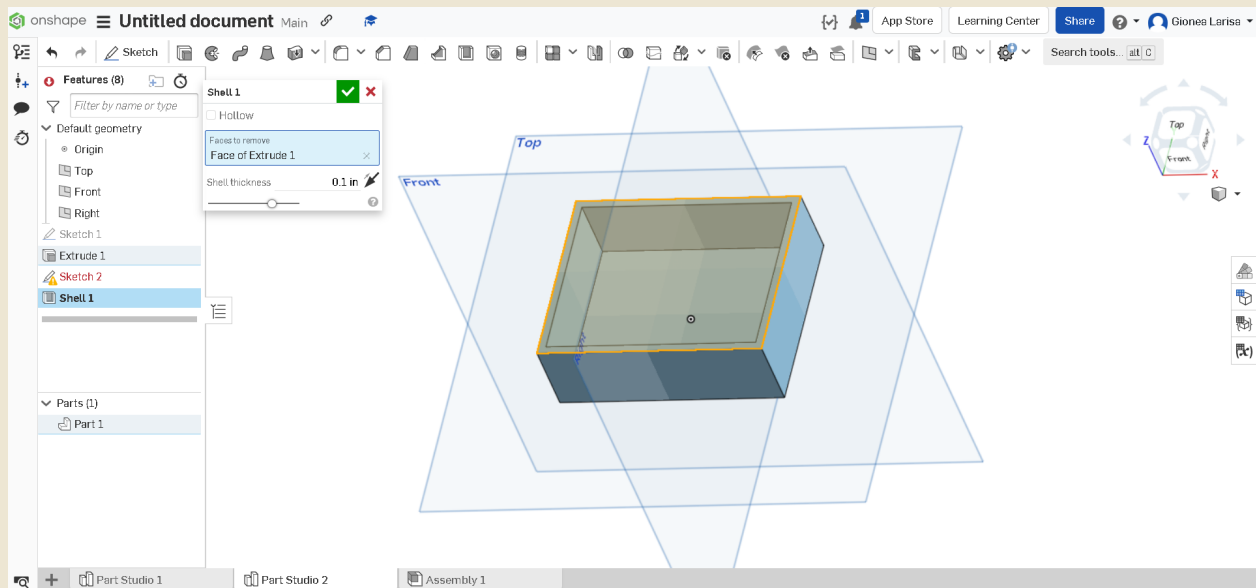 onshape Untitled document Main 1 App Store Learning Center Share Gionea Larisa
Sketch Search tools... alt C
Features (8)
Filter by name or type
Default geometry
Origin
Top
Front
Right
Sketch 1
Extrude 1
Sketch 2
Shell 1
Parts (1)
Part 1
Shell 1
Hollow
Faces to remove
Face of Extrude 1
Shell thickness 0.1 in
Top
Front
Top
Front
Z
X
Part Studio 1 Part Studio 2 Assembly 1